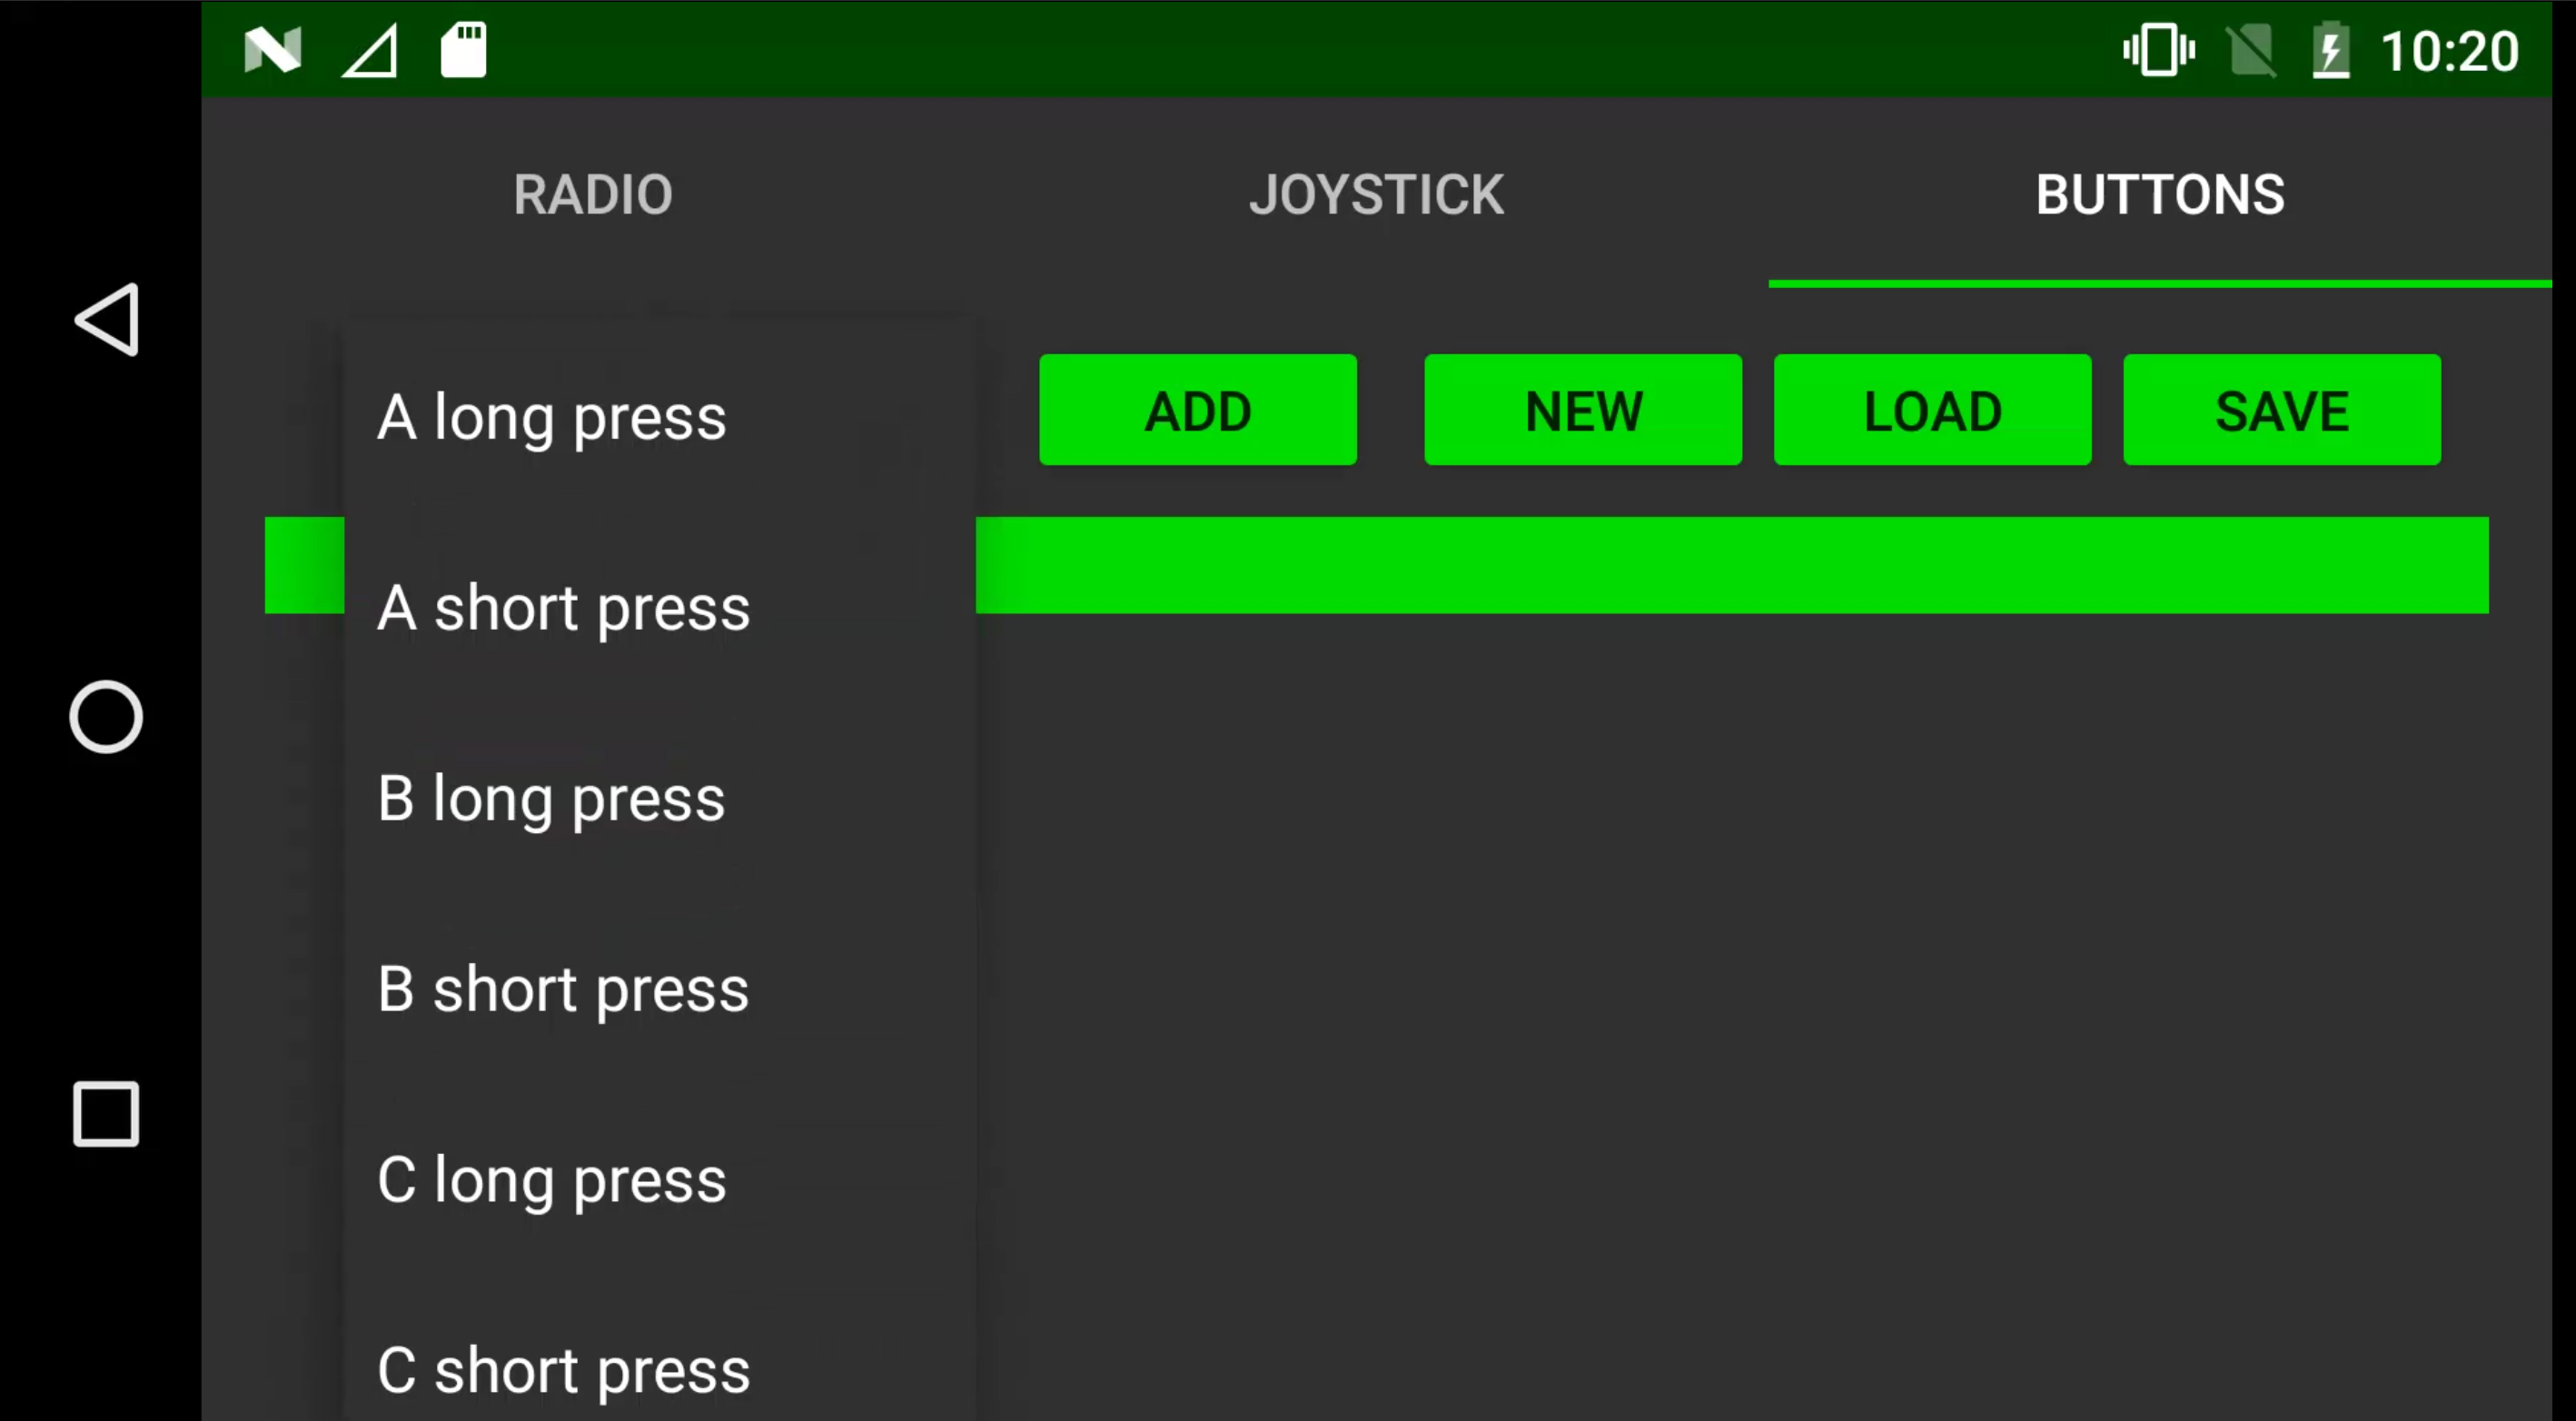 10:20
RADIO JOYSTICK BUTTONS
ADD NEW LOAD SAVE
A long press
A short press
B long press
B short press
C long press
C short press